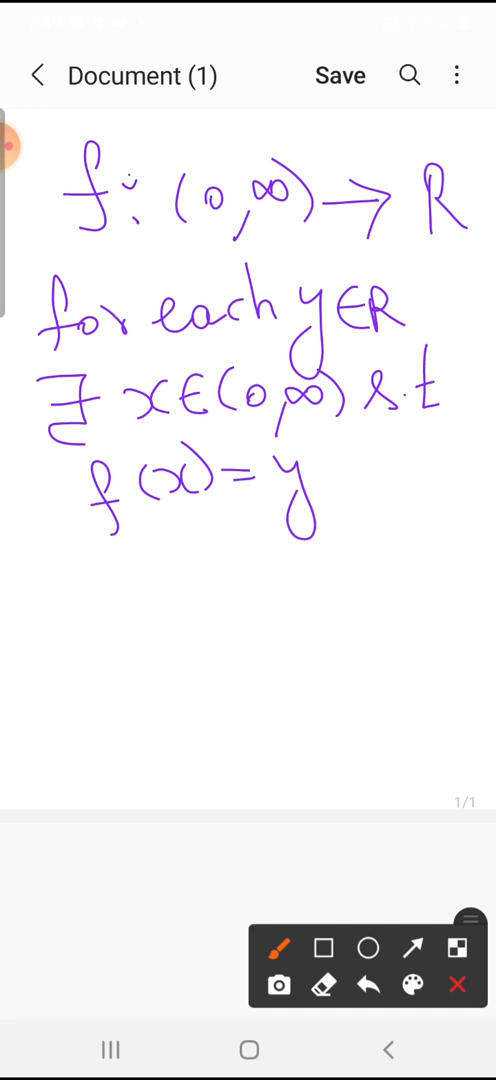 Document (1) Save
f: (0,∞) → R
for each y∈R
∃ x∈(0,∞) s.t
f(x) = y
1/1